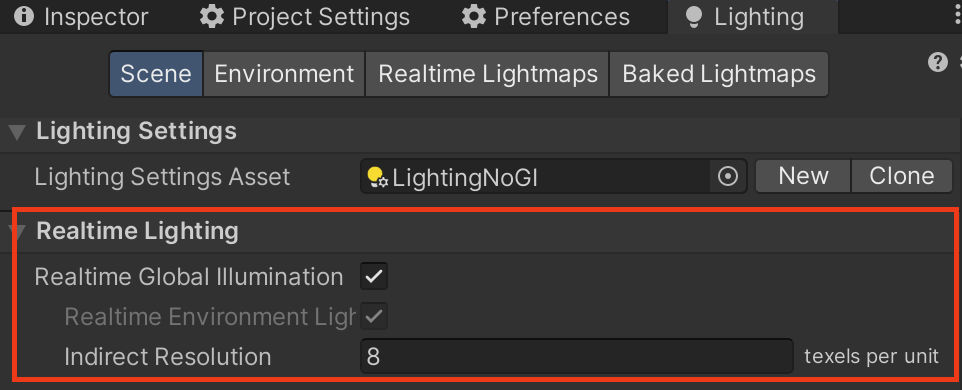 Inspector Project Settings Preferences Lighting
Scene Environment Realtime Lightmaps Baked Lightmaps
Lighting Settings
Lighting Settings Asset LightingNoGI New Clone
Realtime Lighting
Realtime Global Illumination
Realtime Environment Ligh
Indirect Resolution 8 texels per unit